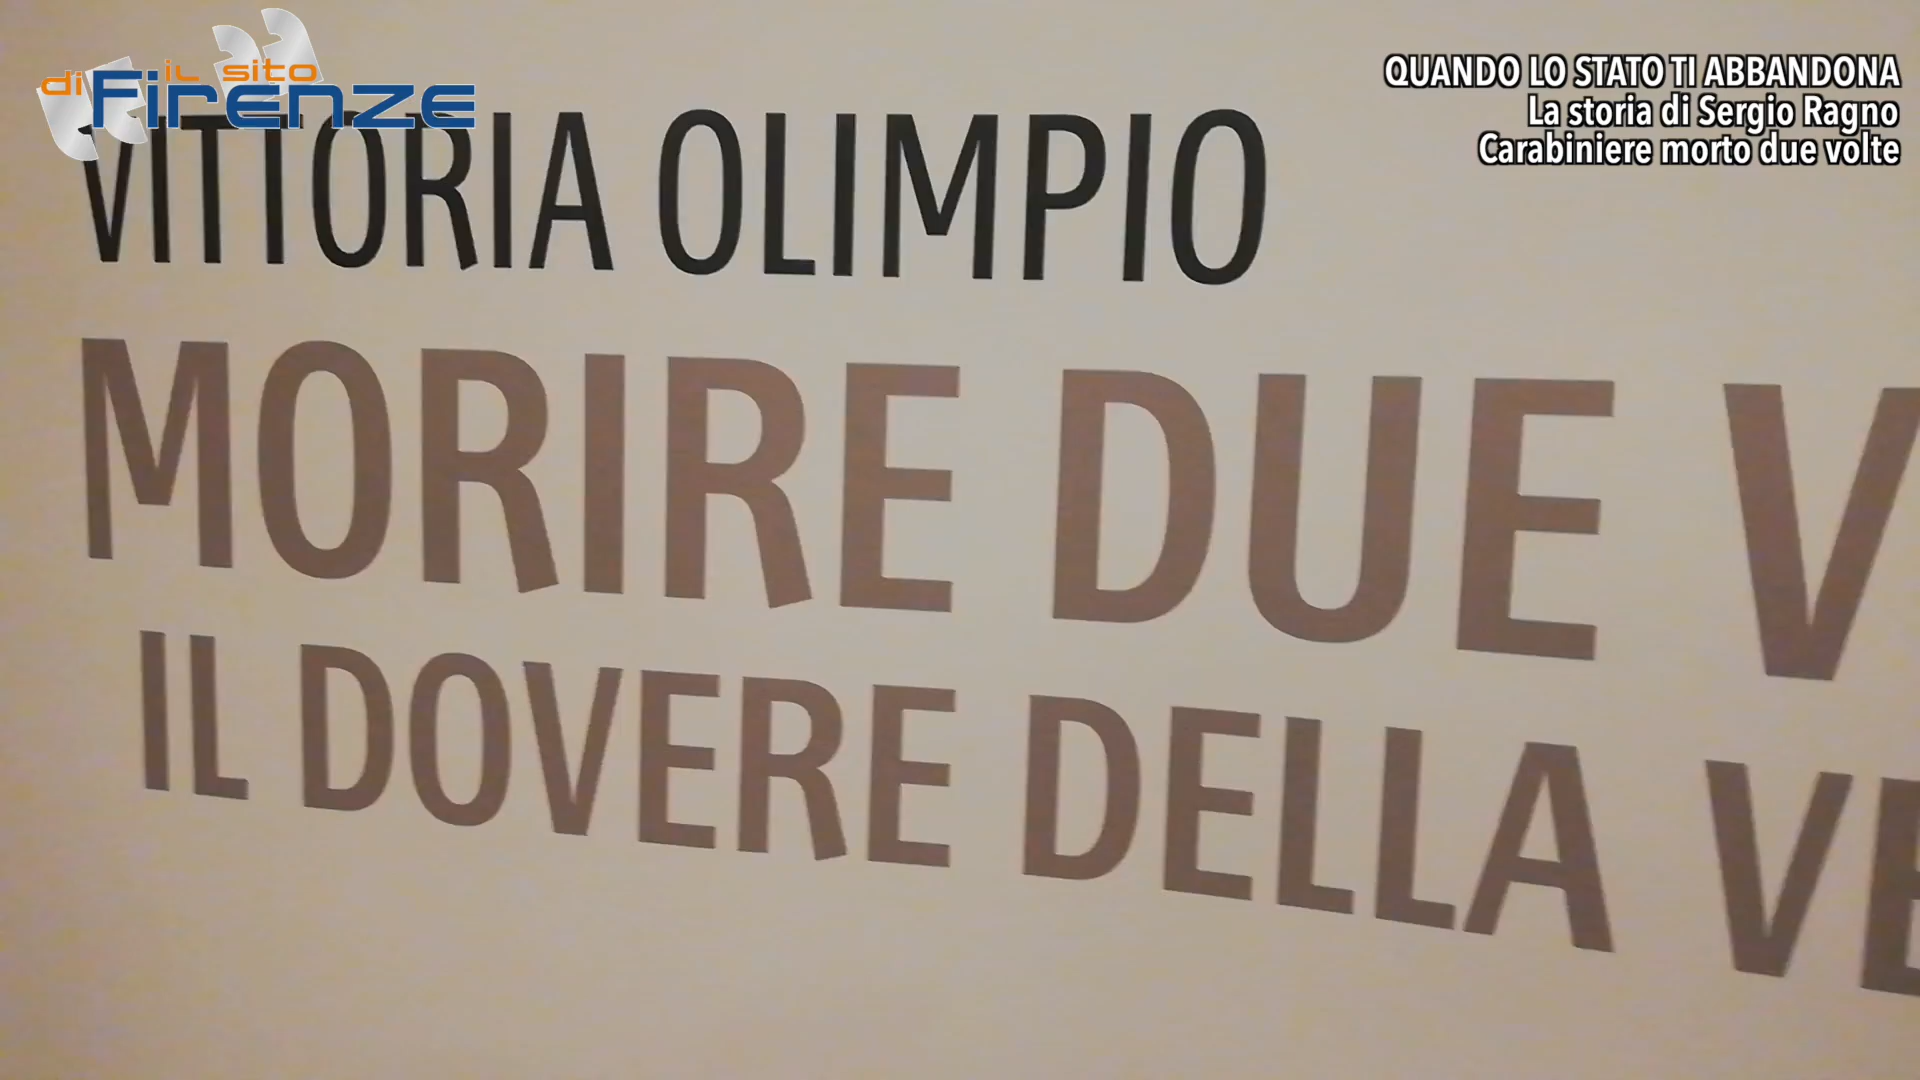 il sito
di Firenze
QUANDO LO STATO TI ABBANDONA
La storia di Sergio Ragno
Carabiniere morto due volte
VITTORIA OLIMPIO
MORIRE DUE V
IL DOVERE DELLA VE